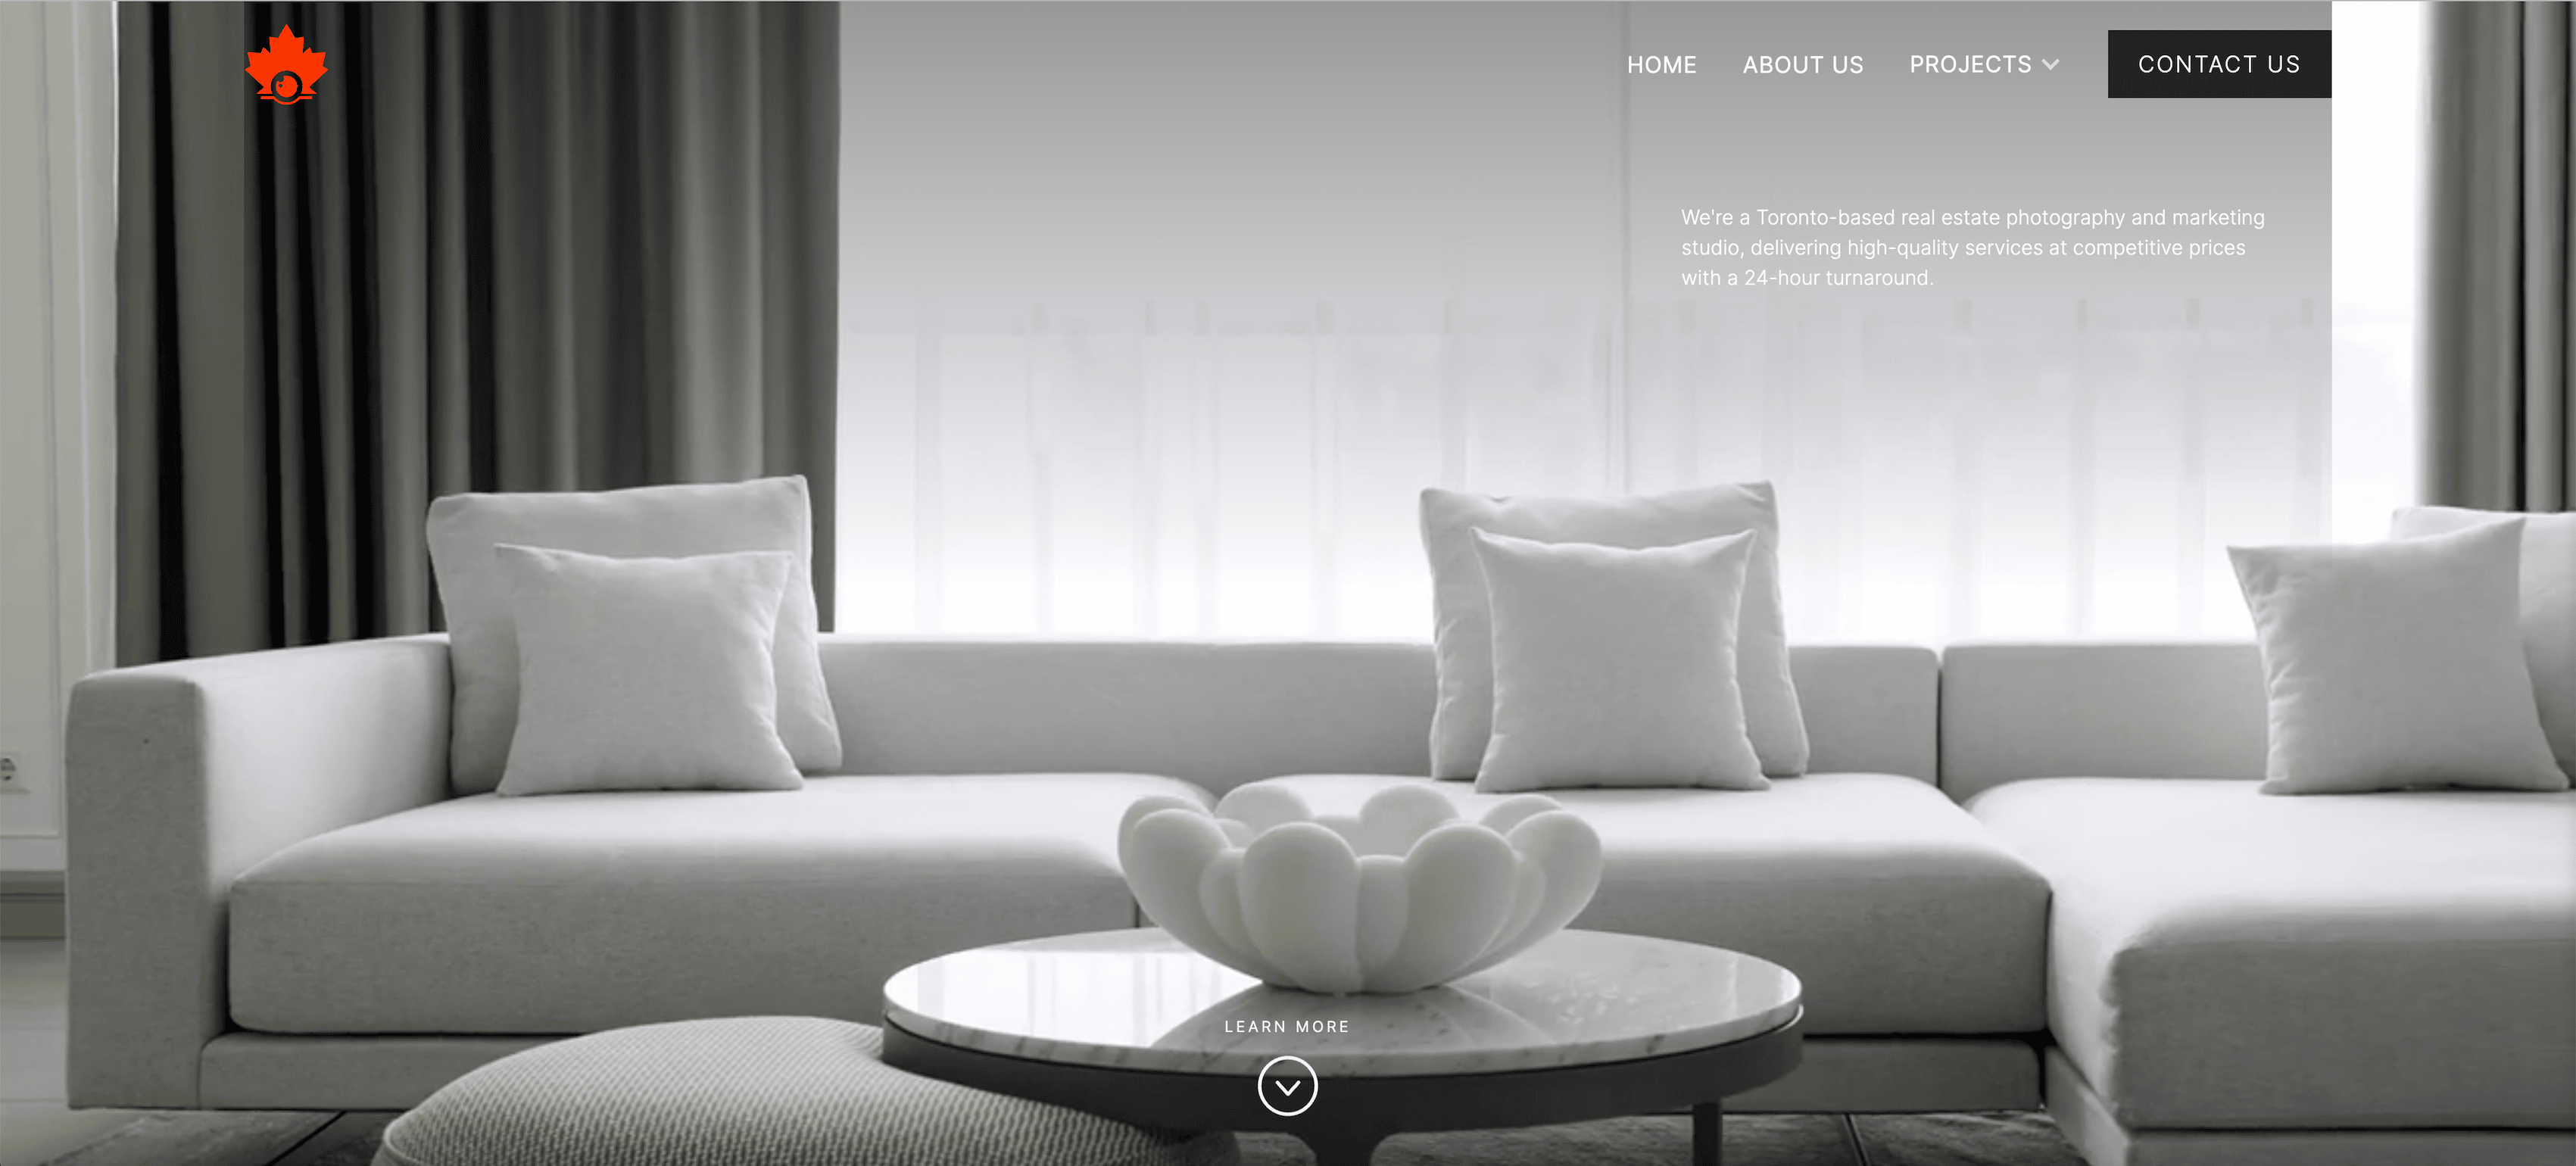 HOME ABOUT US PROJECTS CONTACT US
We're a Toronto-based real estate photography and marketing
studio, delivering high-quality services at competitive prices
with a 24-hour turnaround.
LEARN MORE